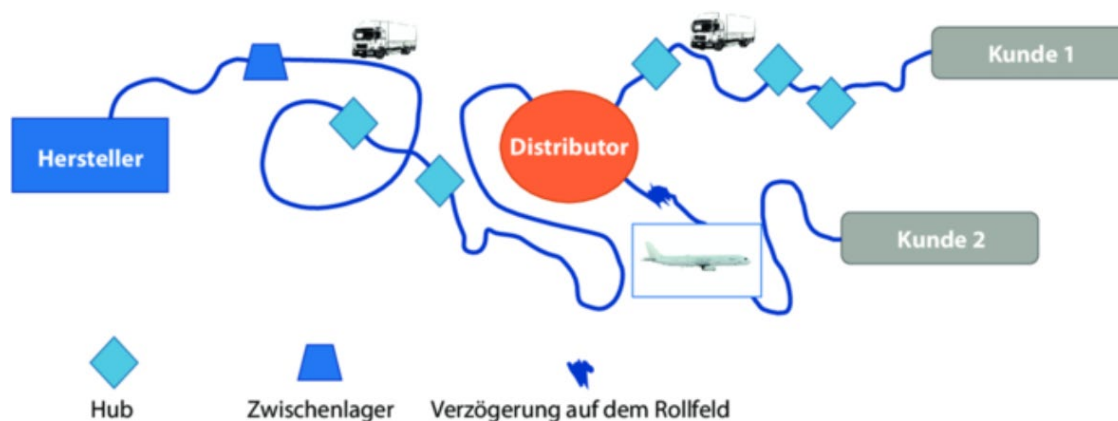 Kunde 1
Hersteller
Distributor
Kunde 2
Hub
Zwischenlager
Verzögerung auf dem Rollfeld